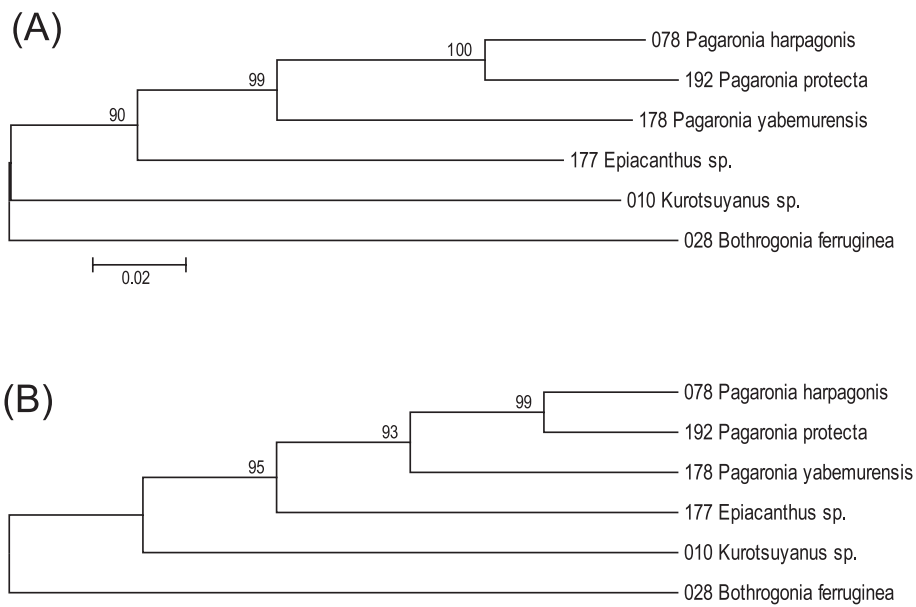 (A)
100
078 Pagaronia harpagonis
99
192 Pagaronia protecta
90
178 Pagaronia yabemurensis
177 Epiacanthus sp.
010 Kurotsuyanus sp.
028 Bothrogonia ferruginea
0.02
(B)
99
078 Pagaronia harpagonis
93
192 Pagaronia protecta
95
178 Pagaronia yabemurensis
177 Epiacanthus sp.
010 Kurotsuyanus sp.
028 Bothrogonia ferruginea